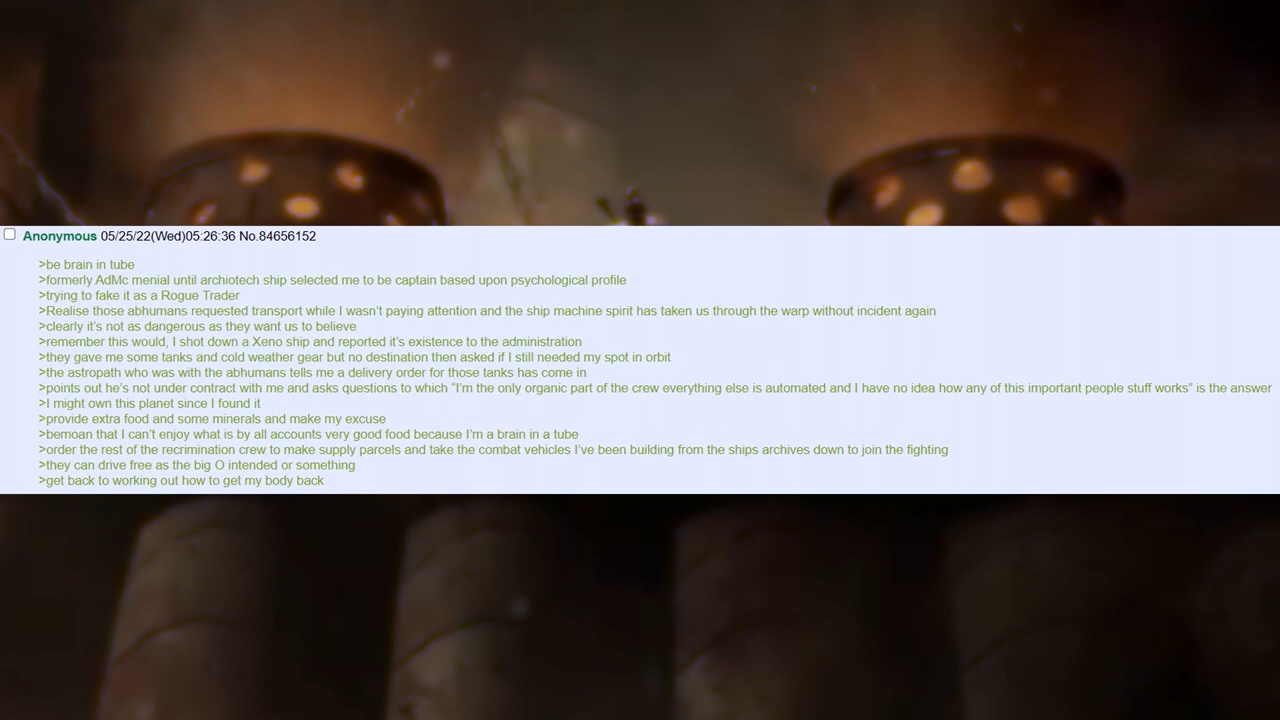 Anonymous 05/25/22(Wed)05:26:36 No.84656152
>be brain in tube
>formerly AdMc menial until archiotech ship selected me to be captain based upon psychological profile
>trying to fake it as a Rogue Trader
>Realise those abhumans requested transport while I wasn't paying attention and the ship machine spirit has taken us through the warp without incident again
>clearly it's not as dangerous as they want us to believe
>remember this would, I shot down a Xeno ship and reported it's existence to the administration
>they gave me some tanks and cold weather gear but no destination then asked if I still needed my spot in orbit
>the astropath who was with the abhumans tells me a delivery order for those tanks has come in
>points out he's not under contract with me and asks questions to which “I'm the only organic part of the crew everything else is automated and I have no idea how any of this important people stuff works” is the answer
>I might own this planet since I found it
>provide extra food and some minerals and make my excuse
>bemoan that I can't enjoy what is by all accounts very good food because I'm a brain in a tube
>order the rest of the recrimination crew to make supply parcels and take the combat vehicles I've been building from the ships archives down to join the fighting
>they can drive free as the big O intended or something
>get back to working out how to get my body back